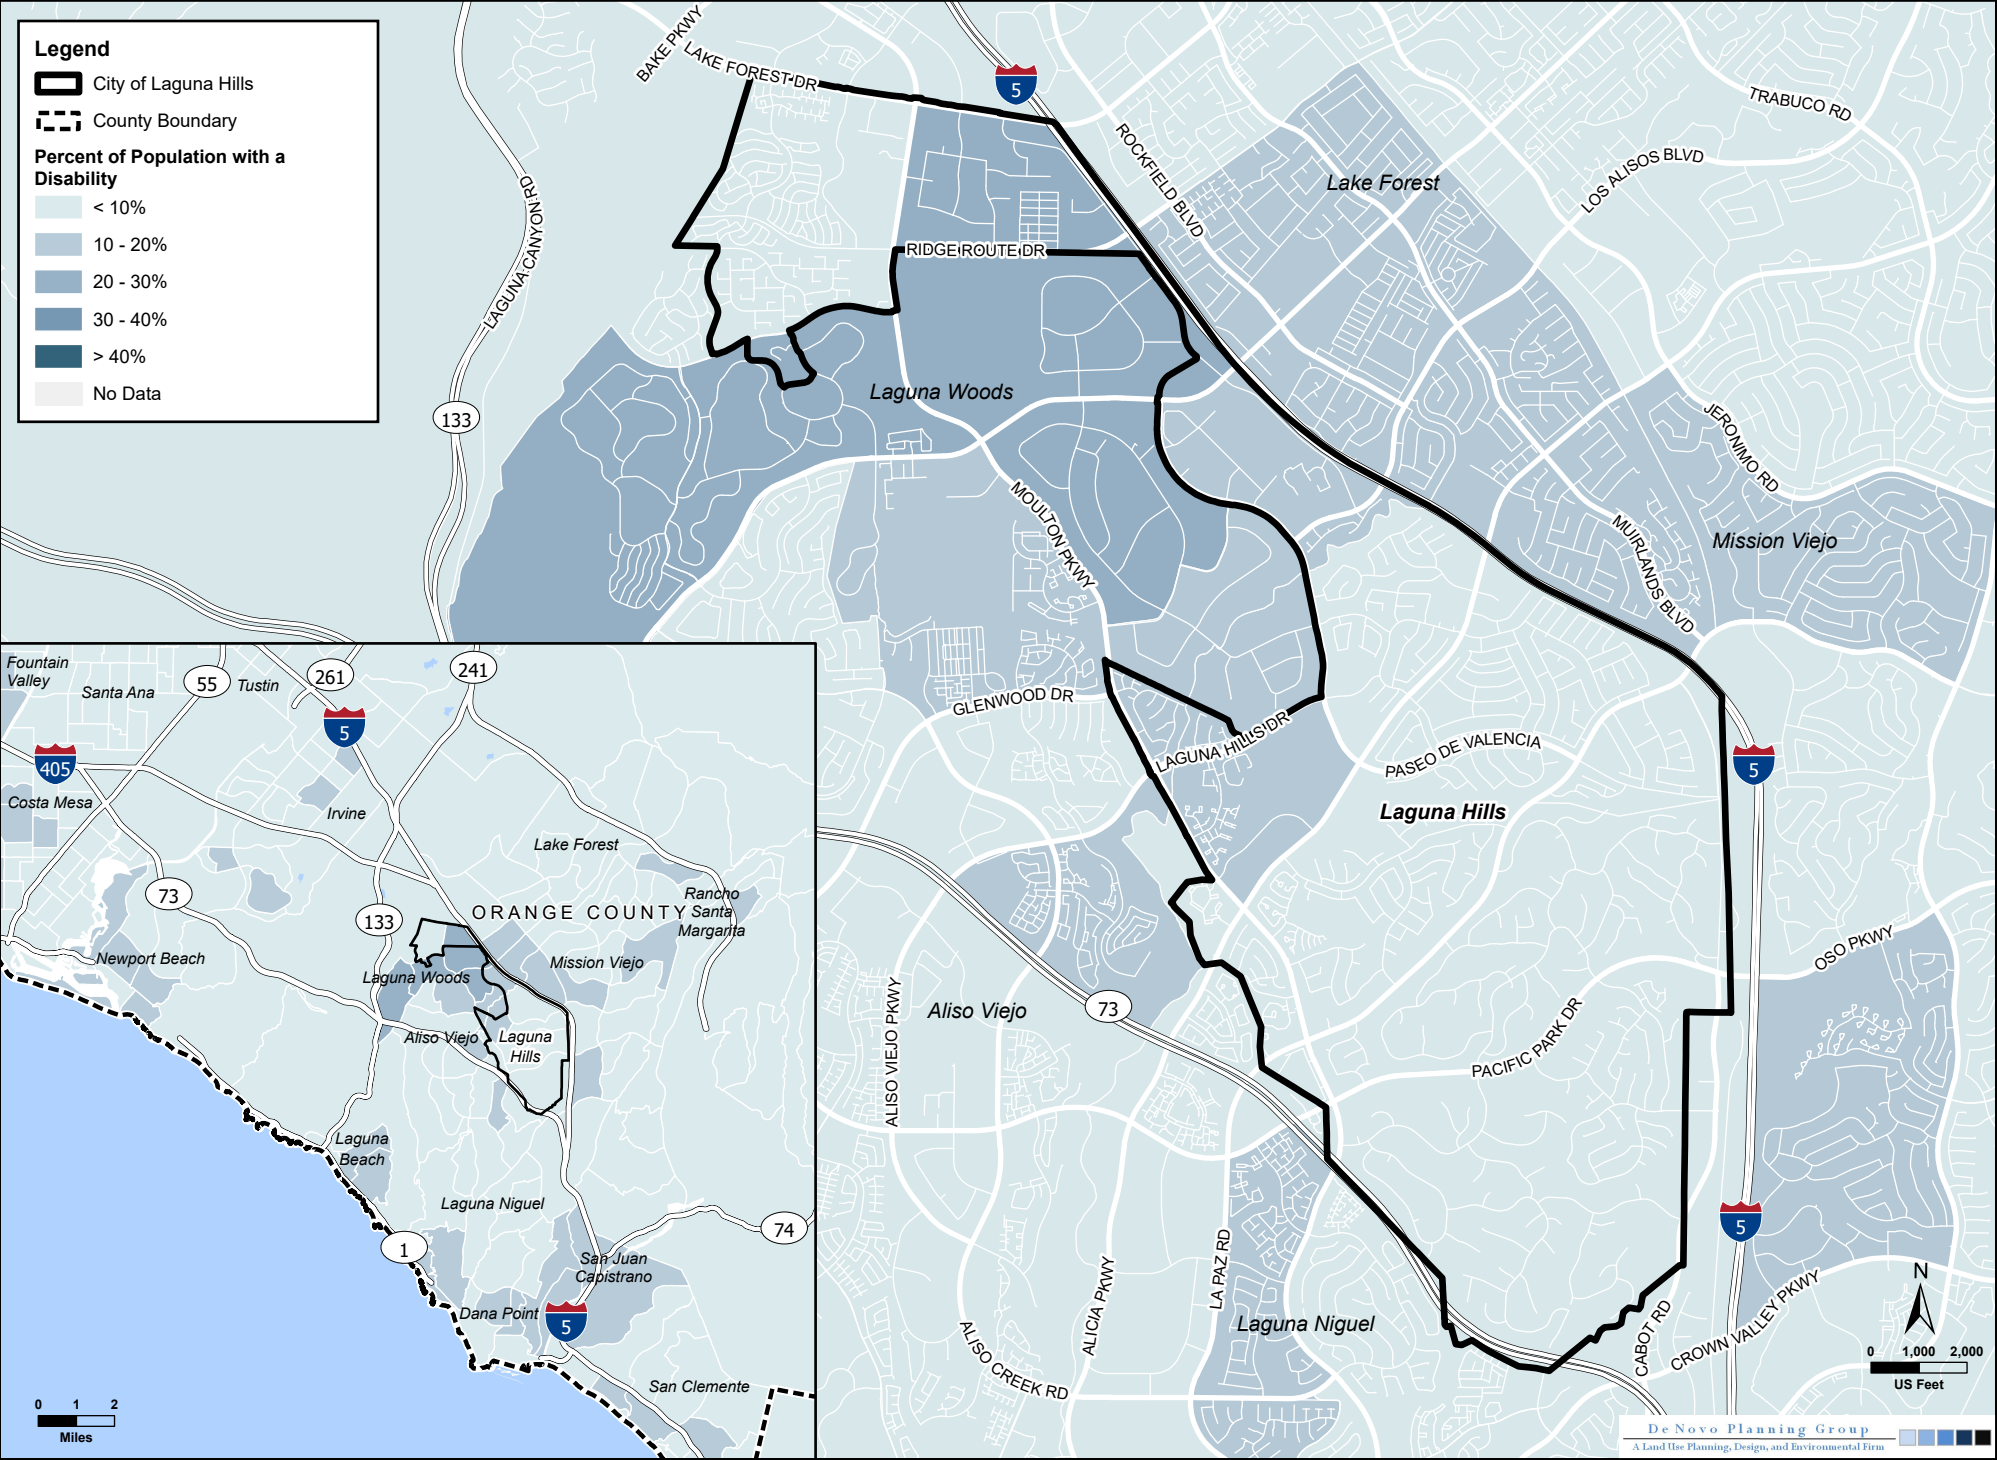 Legend
City of Laguna Hills
County Boundary
Percent of Population with a
Disability
< 10%
10 - 20%
20 - 30%
30 - 40%
> 40%
No Data
BAKE PKWY
LAKE FOREST DR
5
ROCKFIELD BLVD
TRABUCO RD
LOS ALISOS BLVD
Lake Forest
LAGUNA CANYON RD
RIDGE ROUTE DR
133
Laguna Woods
JERONIMO RD
MOULTON PKWY
MUIRLANDS BLVD
Mission Viejo
GLENWOOD DR
LAGUNA HILLS DR
PASEO DE VALENCIA
5
Laguna Hills
OSO PKWY
Aliso Viejo
ALISO VIEJO PKWY
73
PACIFIC PARK DR
5
LA PAZ RD
ALICIA PKWY
Laguna Niguel
ALISO CREEK RD
CABOT RD
CROWN VALLEY PKWY
N
0 1,000 2,000
US Feet
De Novo Planning Group
A Land Use Planning, Design, and Environmental Firm
Fountain
Valley
Santa Ana
55
Tustin
261
241
5
405
Costa Mesa
Irvine
Lake Forest
73
133
ORANGE COUNTY
Rancho
Santa
Margarita
Newport Beach
Laguna Woods
Mission Viejo
Aliso Viejo
Laguna
Hills
Laguna
Beach
Laguna Niguel
74
1
San Juan
Capistrano
Dana Point
5
San Clemente
0 1 2
Miles